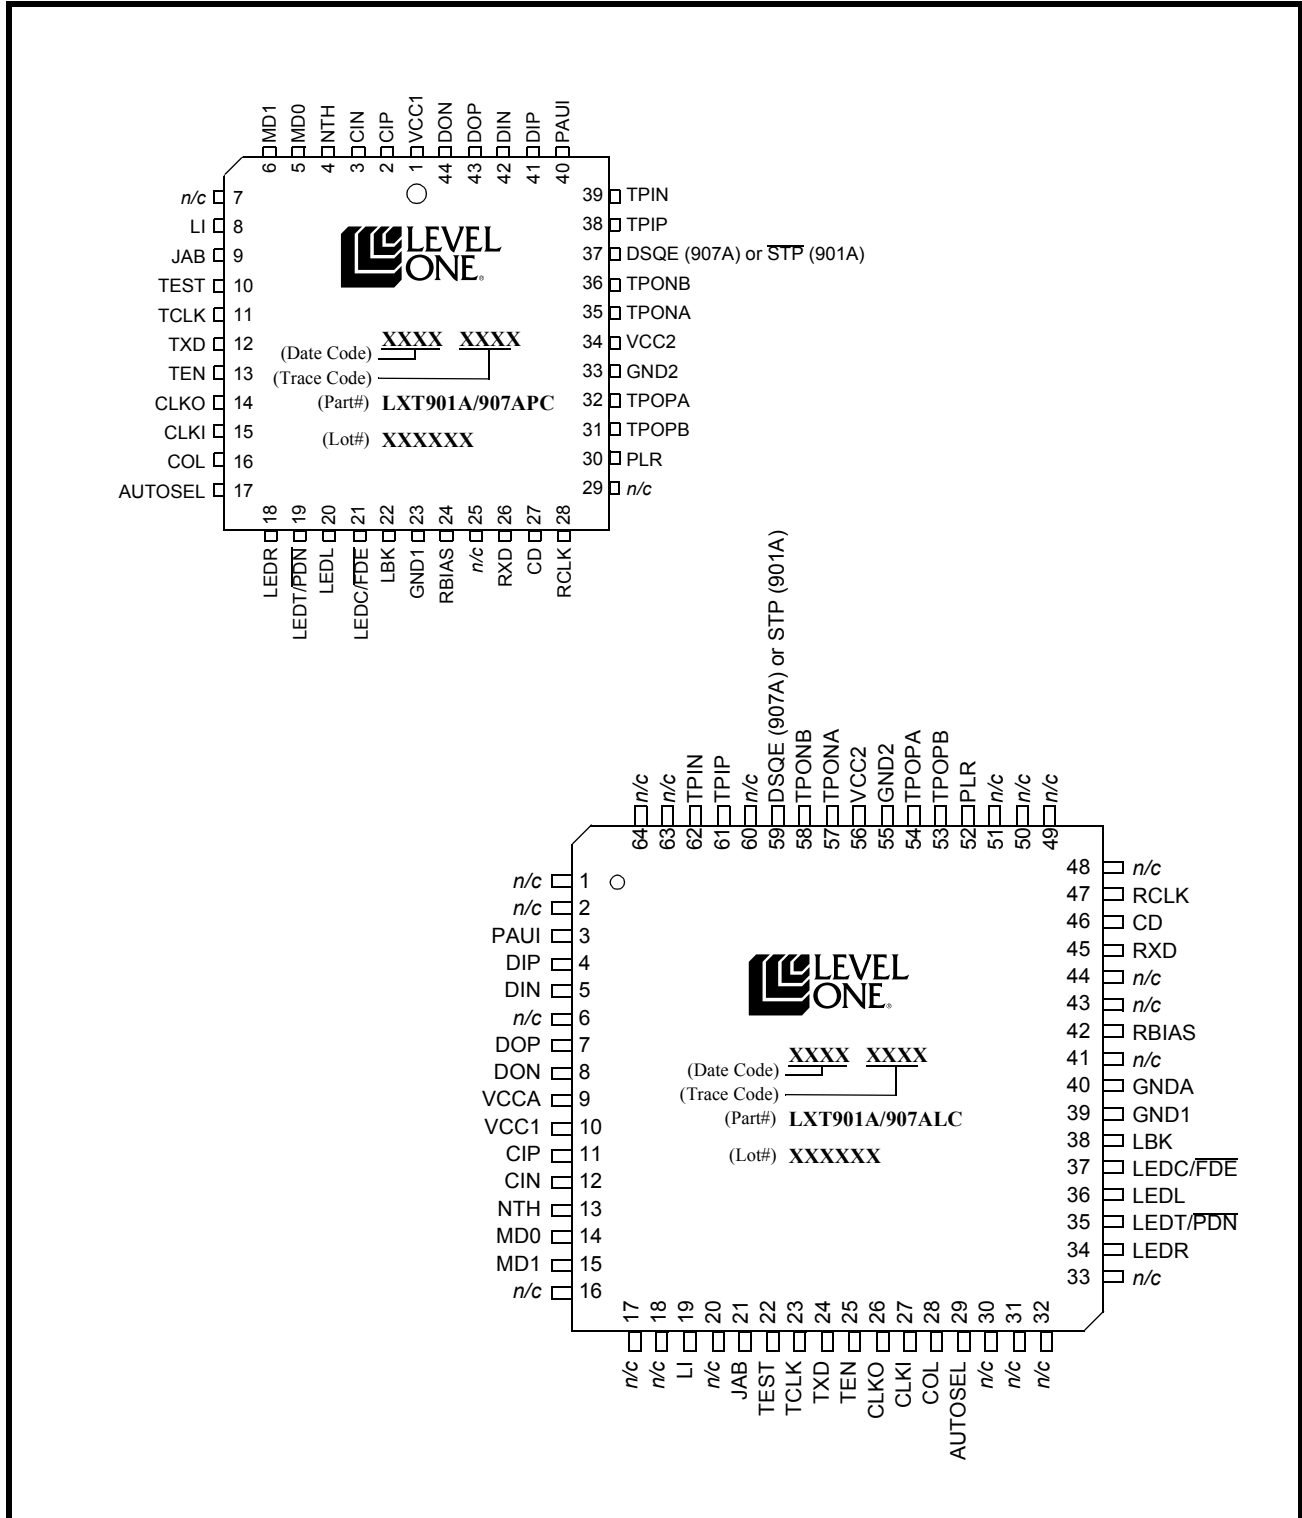 6 MD1
5 MD0
4 NTH
3 CIN
2 CIP
1 VCC1
44 DON
43 DOP
42 DIN
41 DIP
40 PAUI
n/c 7
LI 8
JAB 9
TEST 10
TCLK 11
TXD 12
TEN 13
CLKO 14
CLKI 15
COL 16
AUTOSEL 17
39 TPIN
38 TPIP
37 DSQE (907A) or STP (901A)
36 TPONB
35 TPONA
34 VCC2
33 GND2
32 TPOPA
31 TPOPB
30 PLR
29 n/c
LEVEL
ONE®
XXXX XXXX
(Date Code)
(Trace Code)
(Part#) LXT901A/907APC
(Lot#) XXXXXX
LEDR 18
LEDT/PDN 19
LEDL 20
LEDC/FDE 21
LBK 22
GND1 23
RBIAS 24
n/c 25
RXD 26
CD 27
RCLK 28
64 n/c
63 n/c
62 TPIN
61 TPIP
60 n/c
59 DSQE (907A) or STP (901A)
58 TPONB
57 TPONA
56 VCC2
55 GND2
54 TPOPA
53 TPOPB
52 PLR
51 n/c
50 n/c
49 n/c
n/c 1
n/c 2
PAUI 3
DIP 4
DIN 5
n/c 6
DOP 7
DON 8
VCCA 9
VCC1 10
CIP 11
CIN 12
NTH 13
MD0 14
MD1 15
n/c 16
48 n/c
47 RCLK
46 CD
45 RXD
44 n/c
43 n/c
42 RBIAS
41 n/c
40 GNDA
39 GND1
38 LBK
37 LEDC/FDE
36 LEDL
35 LEDT/PDN
34 LEDR
33 n/c
LEVEL
ONE®
XXXX XXXX
(Date Code)
(Trace Code)
(Part#) LXT901A/907ALC
(Lot#) XXXXXX
n/c 17
n/c 18
LI 19
n/c 20
JAB 21
TEST 22
TCLK 23
TXD 24
TEN 25
CLKO 26
CLKI 27
COL 28
AUTOSEL 29
n/c 30
n/c 31
n/c 32